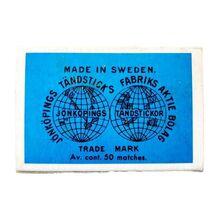 MADE IN SWEDEN.
JÖNKÖPINGS TÄNDSTICKS FABRIKS AKTIE BOLAG
JÖNKÖPINGS TÄNDSTICKOR
TRADE MARK
Av. cont. 50 matches.